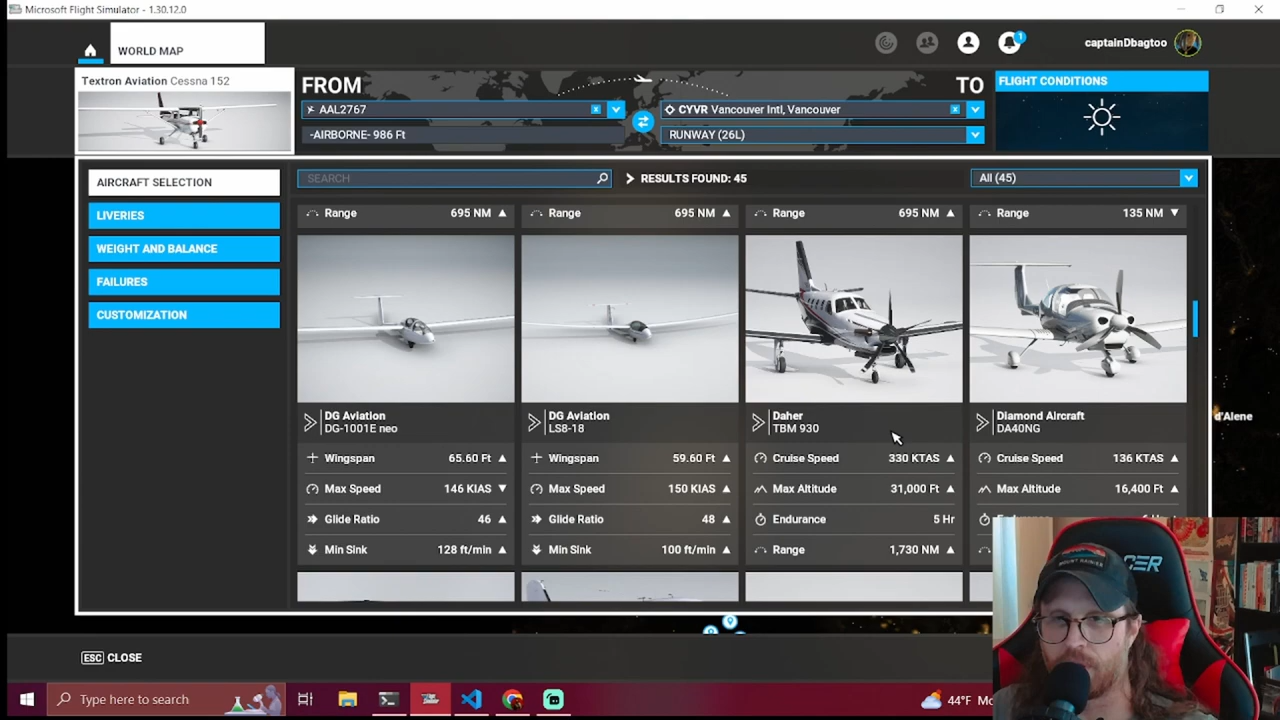 Microsoft Flight Simulator - 1.30.12.0
WORLD MAP
captainDbagtoo
1
Textron Aviation Cessna 152
FROM
TO
FLIGHT CONDITIONS
AAL2767
CYVR Vancouver Intl, Vancouver
-AIRBORNE- 986 Ft
RUNWAY (26L)
AIRCRAFT SELECTION
LIVERIES
WEIGHT AND BALANCE
FAILURES
CUSTOMIZATION
SEARCH
RESULTS FOUND: 45
All (45)
Range 695 NM
Range 695 NM
Range 695 NM
Range 135 NM
DG Aviation
DG-1001E neo
Wingspan 65.60 Ft
Max Speed 146 KIAS
Glide Ratio 46
Min Sink 128 ft/min
DG Aviation
LS8-18
Wingspan 59.60 Ft
Max Speed 150 KIAS
Glide Ratio 48
Min Sink 100 ft/min
Daher
TBM 930
Cruise Speed 330 KTAS
Max Altitude 31,000 Ft
Endurance 5 Hr
Range 1,730 NM
Diamond Aircraft
DA40NG
Cruise Speed 136 KTAS
Max Altitude 16,400 Ft
d'Alene
ESC CLOSE
MOUNT RAINIER
CER
Type here to search
44°F Mo